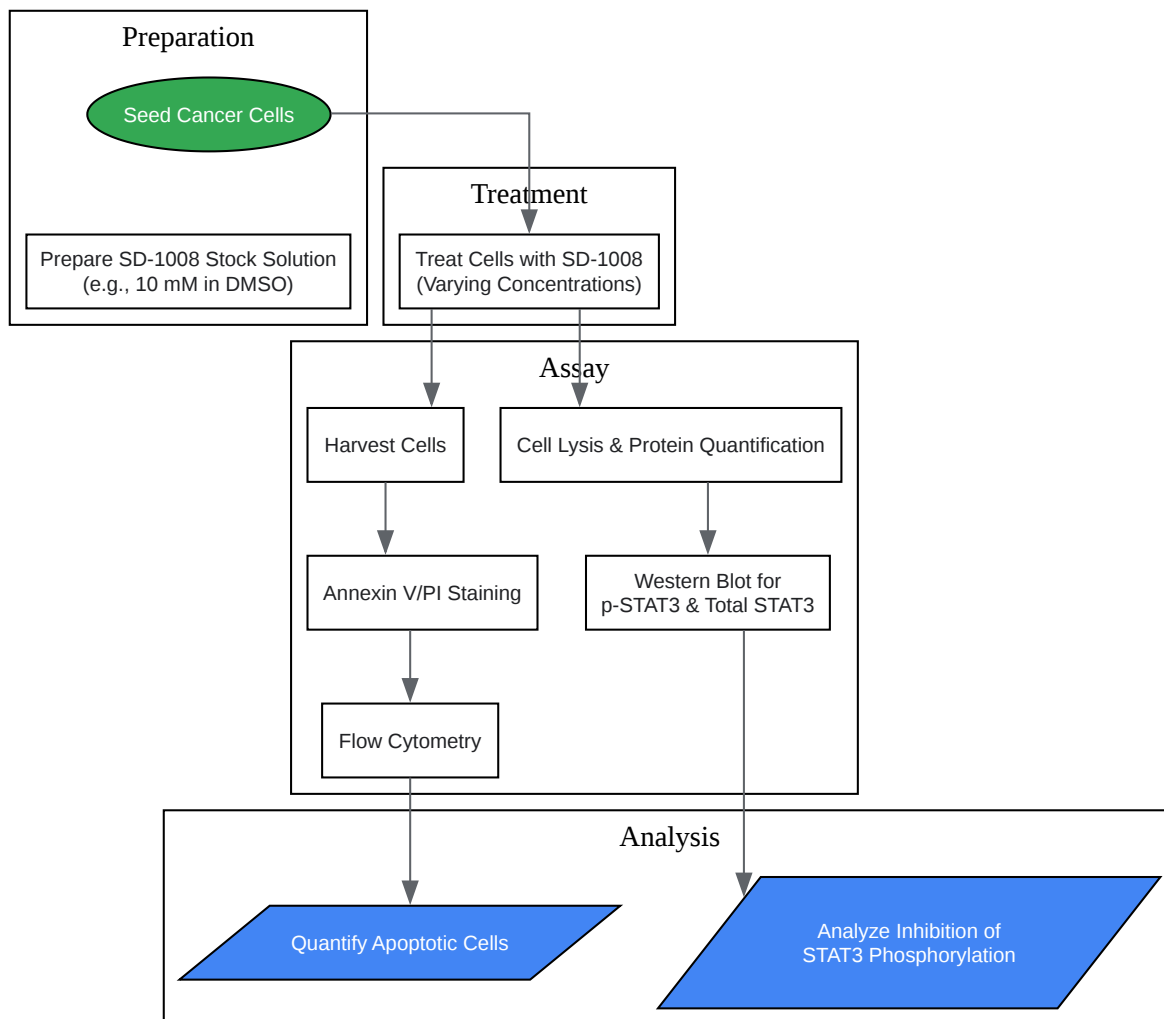 Preparation
Seed Cancer Cells
Prepare SD-1008 Stock Solution
(e.g., 10 mM in DMSO)
Treatment
Treat Cells with SD-1008
(Varying Concentrations)
Assay
Harvest Cells
Cell Lysis & Protein Quantification
Annexin V/PI Staining
Western Blot for
p-STAT3 & Total STAT3
Flow Cytometry
Analysis
Quantify Apoptotic Cells
Analyze Inhibition of
STAT3 Phosphorylation